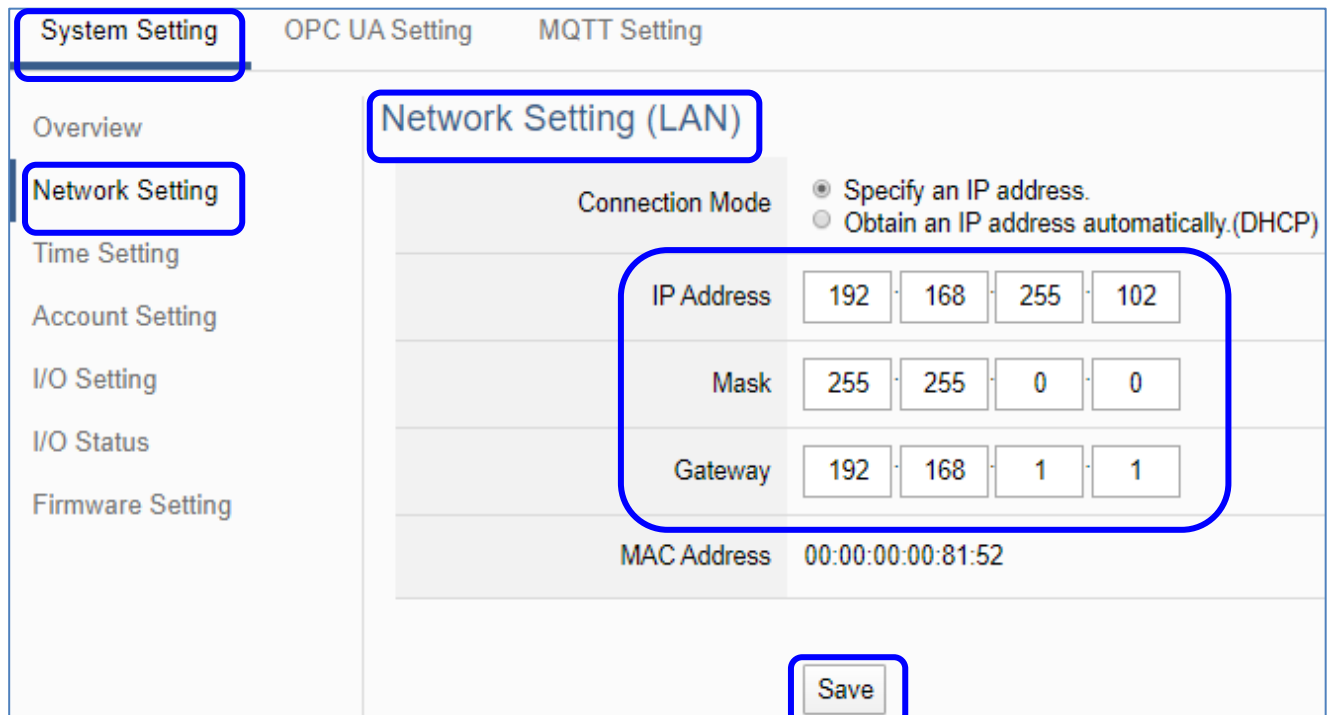 System Setting OPC UA Setting MQTT Setting
Overview
Network Setting
Time Setting
Account Setting
I/O Setting
I/O Status
Firmware Setting
Network Setting (LAN)
Connection Mode Specify an IP address.
Obtain an IP address automatically.(DHCP)
IP Address 192 . 168 . 255 . 102
Mask 255 . 255 . 0 . 0
Gateway 192 . 168 . 1 . 1
MAC Address 00:00:00:00:81:52
Save